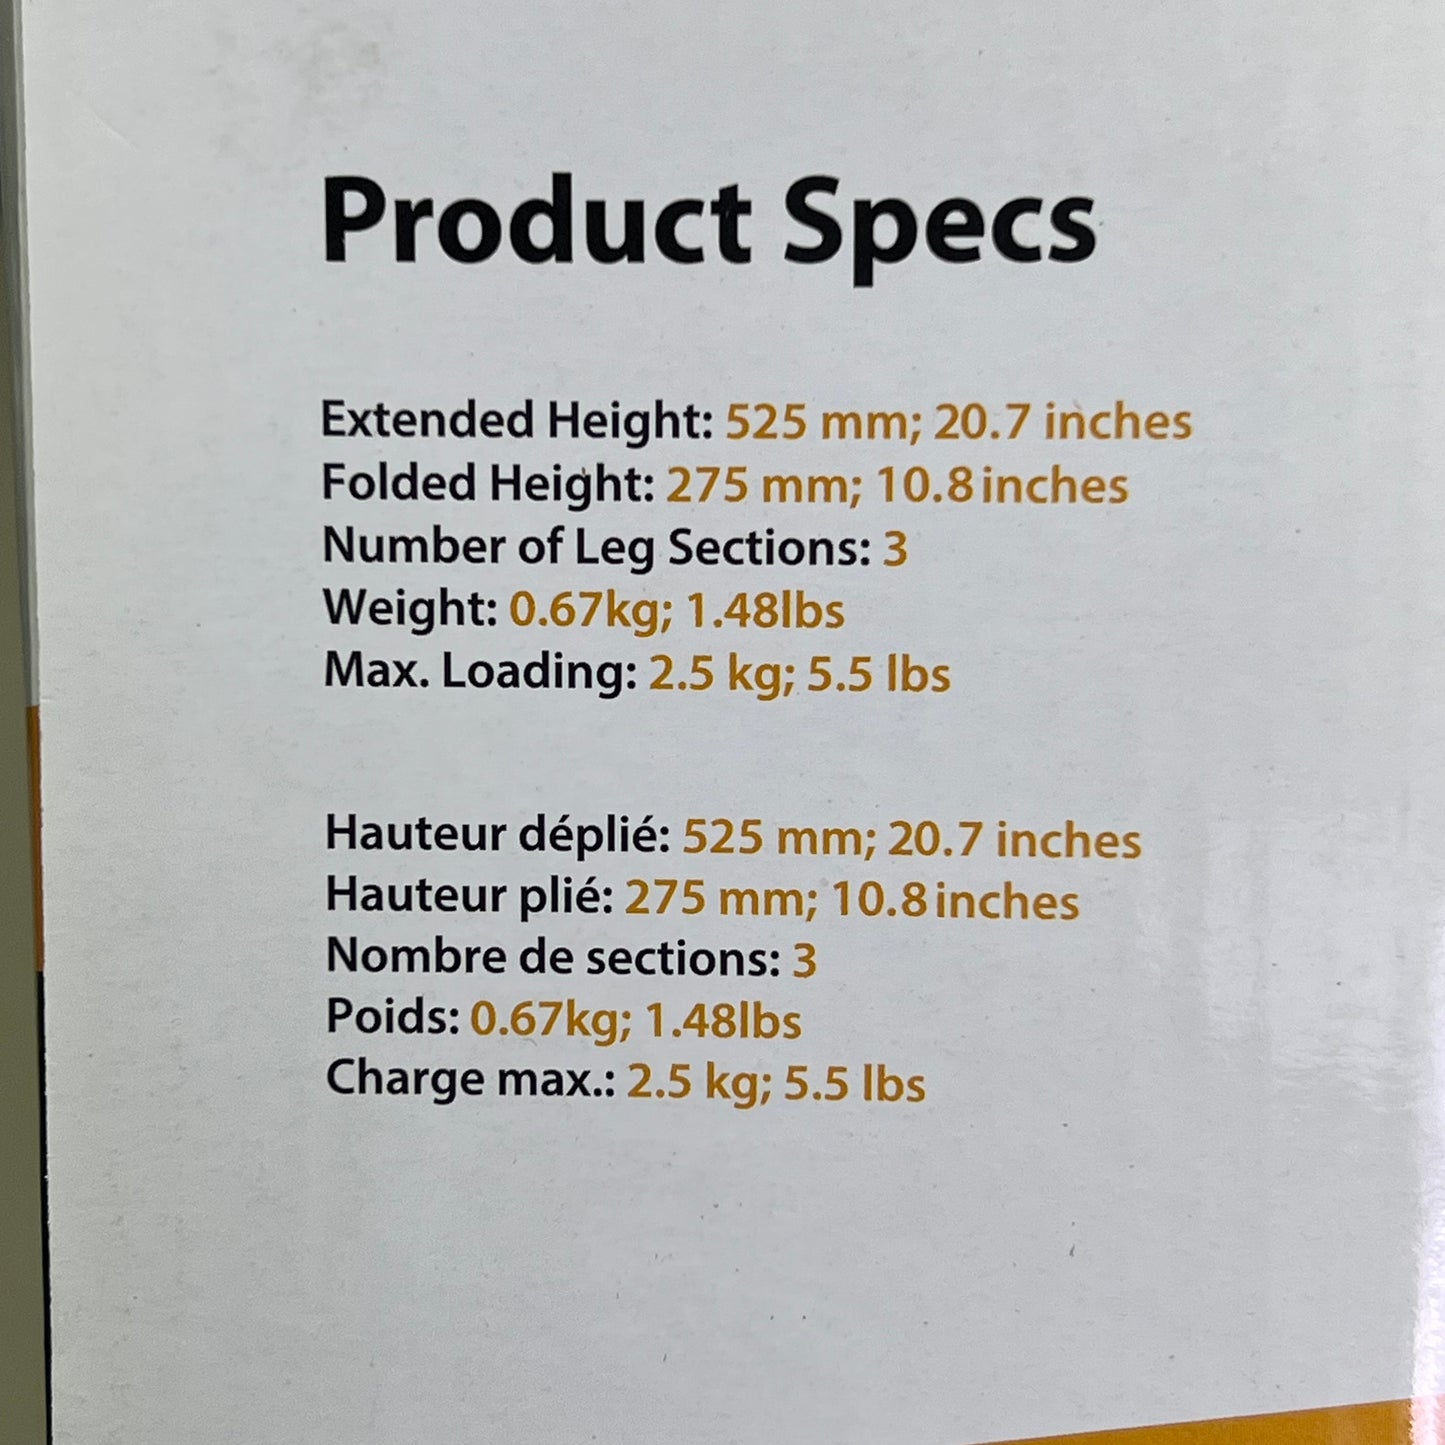 Product Specs
Extended Height: 525 mm; 20.7 inches
Folded Height: 275 mm; 10.8 inches
Number of Leg Sections: 3
Weight: 0.67kg; 1.48lbs
Max. Loading: 2.5 kg; 5.5 lbs
Hauteur déplié: 525 mm; 20.7 inches
Hauteur plié: 275 mm; 10.8 inches
Nombre de sections: 3
Poids: 0.67kg; 1.48lbs
Charge max.: 2.5 kg; 5.5 lbs